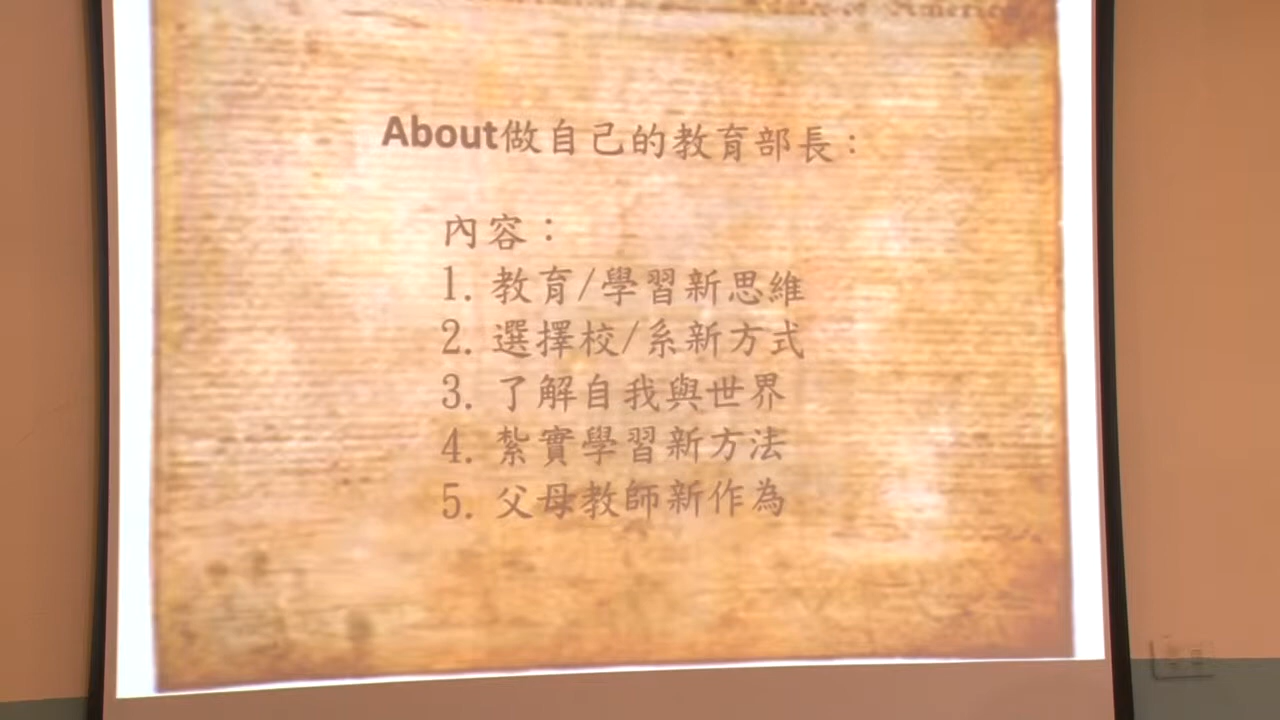 of America
About做自己的教育部長：
內容：
1. 教育/學習新思維
2. 選擇校/系新方式
3. 了解自我與世界
4. 紮實學習新方法
5. 父母教師新作為